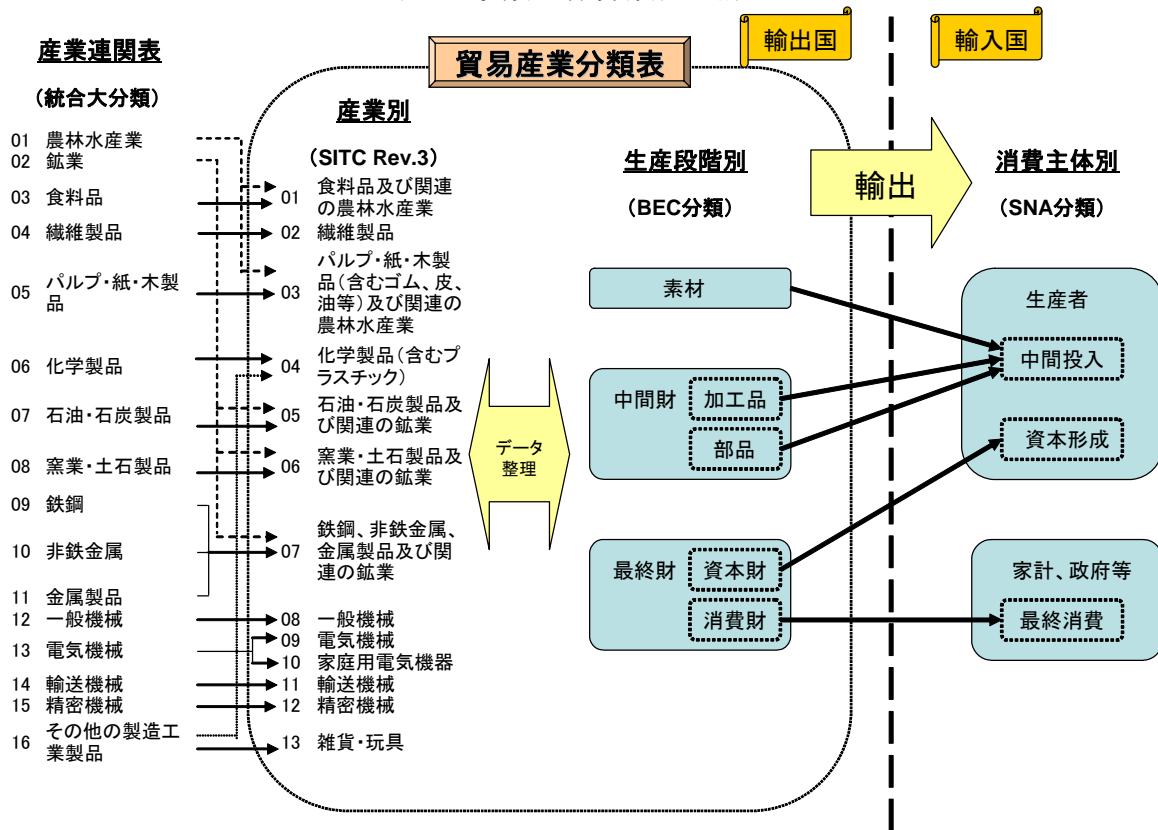 輸出国
輸入国
貿易産業分類表
産業連関表
(統合大分類)
01 農林水産業
02 鉱業
03 食料品
04 繊維製品
05 パルプ・紙・木製
品
06 化学製品
07 石油・石炭製品
08 窯業・土石製品
09 鉄鋼
10 非鉄金属
11 金属製品
12 一般機械
13 電気機械
14 輸送機械
15 精密機械
16 その他の製造工
業製品
産業別
(SITC Rev.3)
01 食料品及び関連
の農林水産業
02 繊維製品
03 パルプ・紙・木製
品(含むゴム、皮、
油等)及び関連の
農林水産業
04 化学製品(含むプ
ラスチック)
05 石油・石炭製品及
び関連の鉱業
06 窯業・土石製品及
び関連の鉱業
07 鉄鋼、非鉄金属、
金属製品及び関
連の鉱業
08 一般機械
09 電気機械
10 家庭用電気機器
11 輸送機械
12 精密機械
13 雑貨・玩具
データ
整理
生産段階別
(BEC分類)
素材
中間財
加工品
部品
最終財
資本財
消費財
輸出
消費主体別
(SNA分類)
生産者
中間投入
資本形成
家計、政府等
最終消費